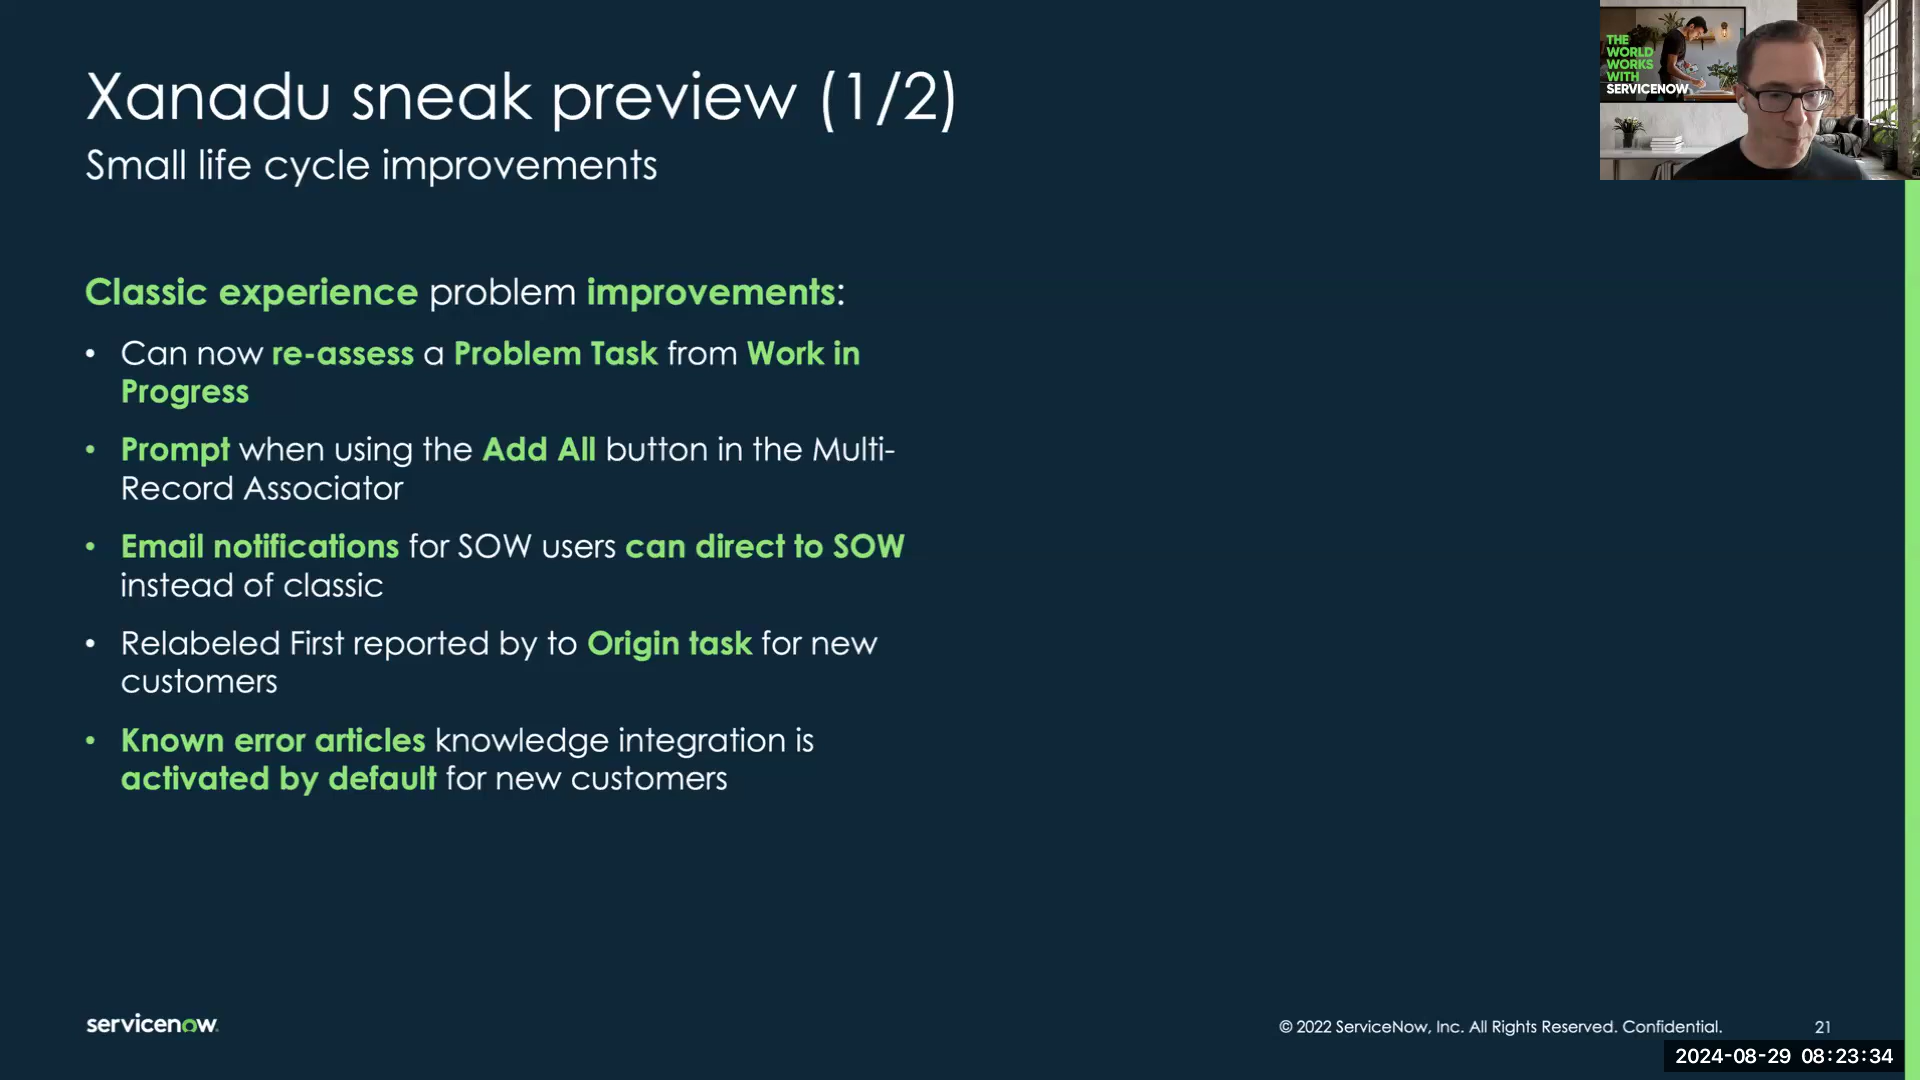 Xanadu sneak preview (1/2)
Small life cycle improvements
THE
WORLD
WORKS
WITH
SERVICENOW
Classic experience problem improvements:
• Can now re-assess a Problem Task from Work in
Progress
• Prompt when using the Add All button in the Multi-
Record Associator
• Email notifications for SOW users can direct to SOW
instead of classic
• Relabeled First reported by to Origin task for new
customers
• Known error articles knowledge integration is
activated by default for new customers
servicenow.
© 2022 ServiceNow, Inc. All Rights Reserved. Confidential.
21
2024-08-29 08:23:34